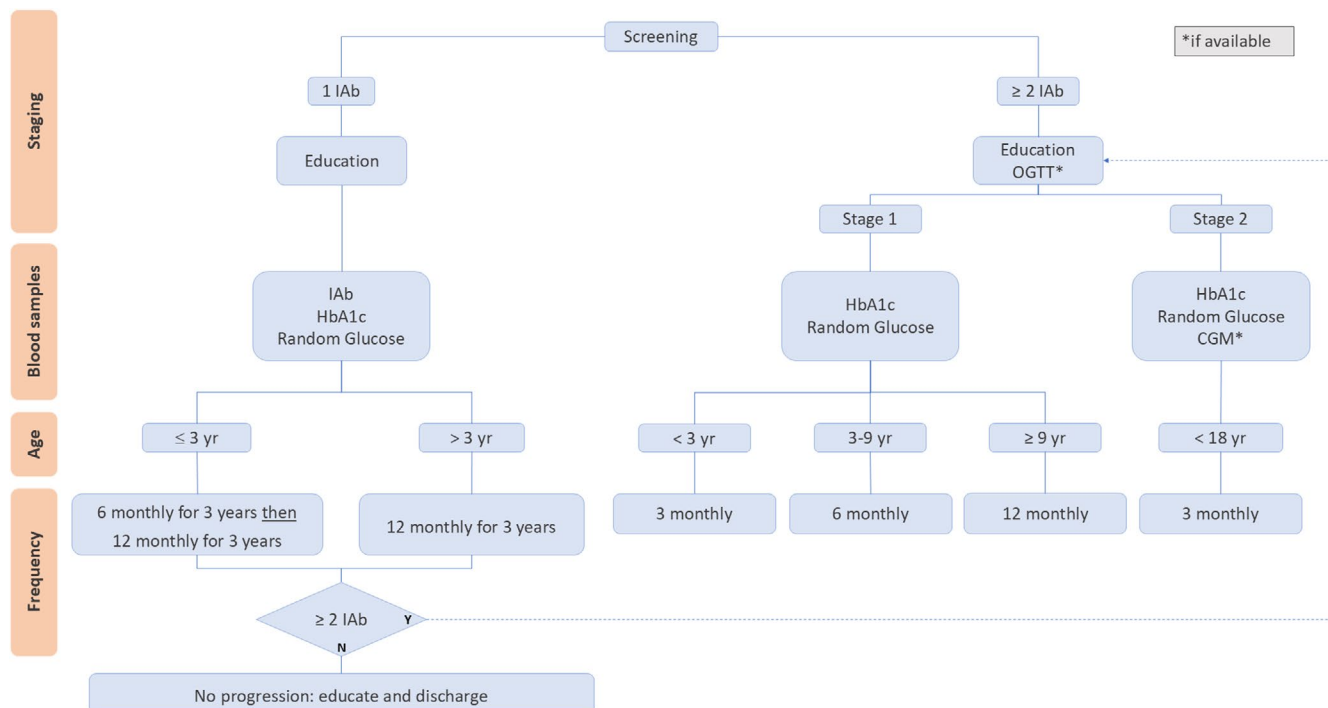 Screening
*if available
Staging
1 IAb
≥ 2 IAb
Education
Education
OGTT*
Stage 1
Stage 2
Blood samples
IAb
HbA1c
Random Glucose
HbA1c
Random Glucose
HbA1c
Random Glucose
CGM*
Age
≤ 3 yr
> 3 yr
< 3 yr
3-9 yr
≥ 9 yr
< 18 yr
Frequency
6 monthly for 3 years then
12 monthly for 3 years
12 monthly for 3 years
3 monthly
6 monthly
12 monthly
3 monthly
≥ 2 IAb
Y
N
No progression: educate and discharge